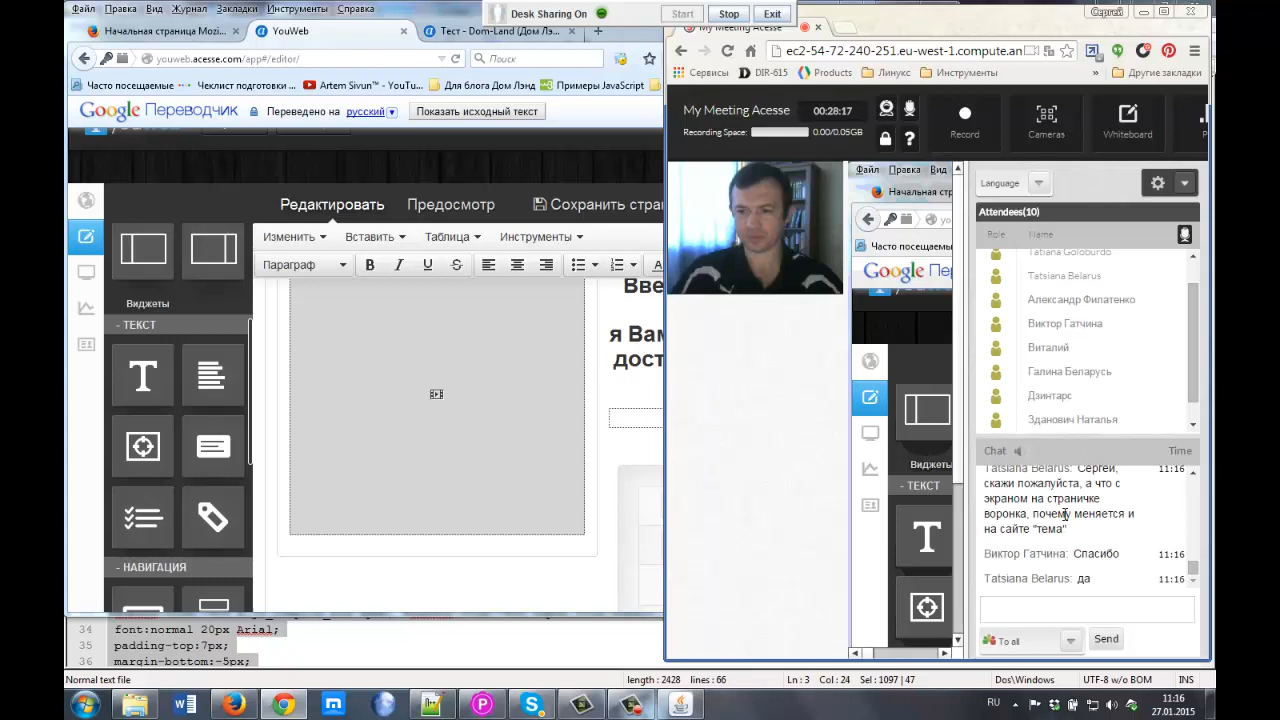 Файл Правка Вид Журнал Закладки Инструменты Справка
Desk Sharing On Start Stop Exit
Сергей
Начальная страница Mozi...
YouWeb
Тест - Dom-Land (Дом Лэн...
My Meeting Acesse
youweb.acesse.com/app#/editor/
Поиск
ec2-54-72-240-251.eu-west-1.compute.an
Часто посещаемые Чеклист подготовк... Artem Sivun™ - YouTu... Для блога Дом Лэнд Примеры JavaS
Сервисы DIR-615 Products Линукс Инструменты » Другие закладки
Google Переводчик Переведено на русский Показать исходный текст
My Meeting Acesse 00:28:17
Recording Space: 0.00/0.05GB
Record Cameras Whiteboard
Редактировать Предосмотр Сохранить стра
Изменить Вставить Таблица Инструменты
Параграф B I U S
Виджеты
- ТЕКСТ
- НАВИГАЦИЯ
Вве
я Вам
дост
Файл Правка Вид
Начальная стр
Часто посещаемые
Google Пер
Виджеты
- ТЕКСТ
Language
Attendees(10)
Role Name
Tatiana Goloburdo
Tatsiana Belarus
Александр Филатенко
Виктор Гатчина
Виталий
Галина Беларусь
Дзинтарс
Зданович Наталья
Chat Time
Tatsiana Belarus: Сергей, 11:16
скажи пожалуйста, а что с
экраном на страничке
воронка, почему меняется и
на сайте "тема"
Виктор Гатчина: Спасибо 11:16
Tatsiana Belarus: да 11:16
To all Send
34 font:normal 20px Arial;
35 padding-top:7px;
36 margin-bottom:-5px;
Normal text file length : 2428 lines : 66 Ln : 3 Col : 24 Sel : 1097 | 47 Dos\Windows UTF-8 w/o BOM INS
RU 11:16
27.01.2015